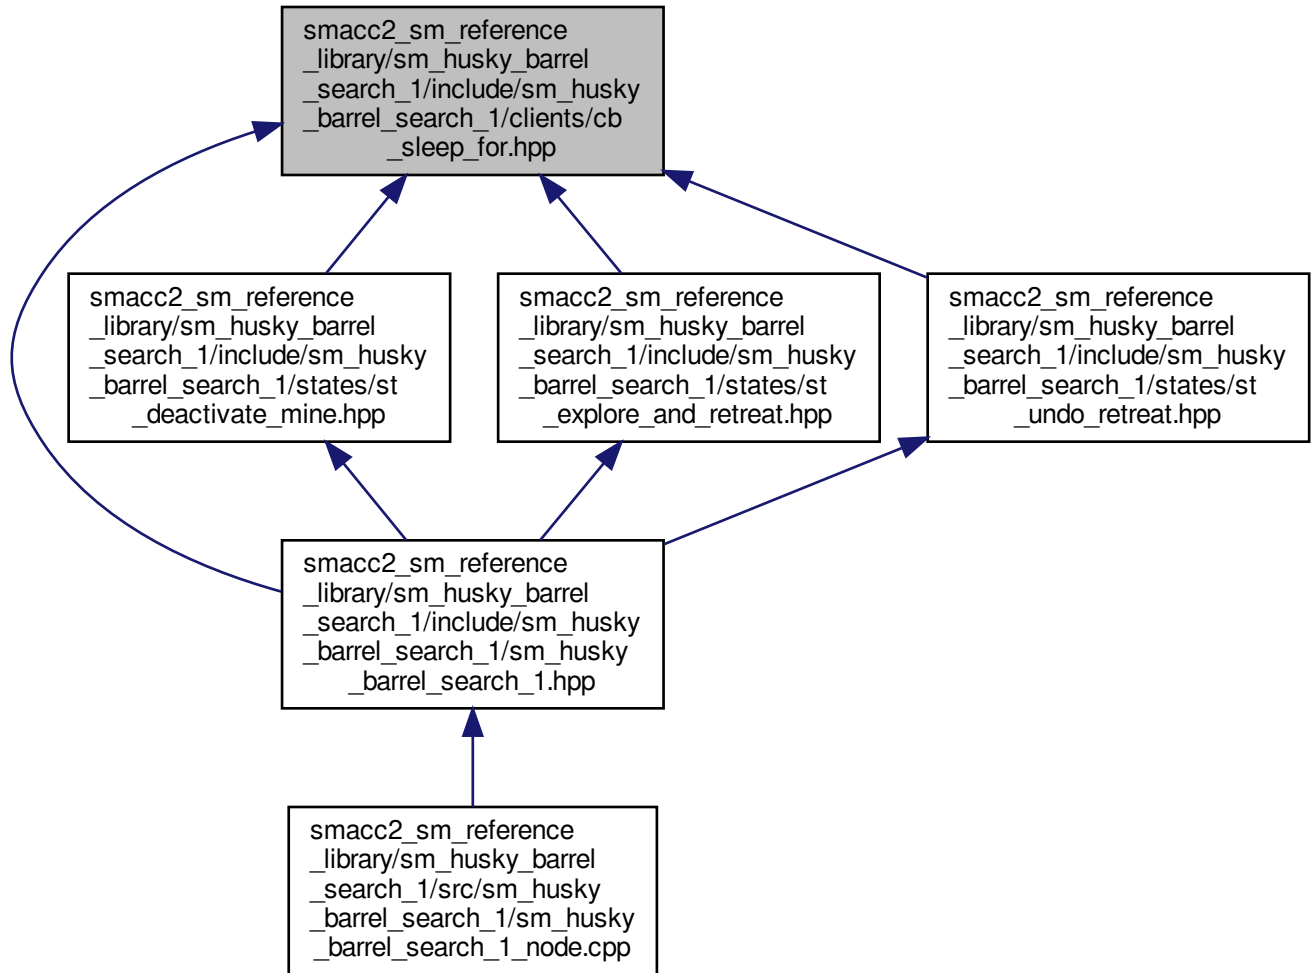 smacc2_sm_reference
_library/sm_husky_barrel
_search_1/include/sm_husky
_barrel_search_1/clients/cb
_sleep_for.hpp
smacc2_sm_reference
_library/sm_husky_barrel
_search_1/include/sm_husky
_barrel_search_1/states/st
_deactivate_mine.hpp
smacc2_sm_reference
_library/sm_husky_barrel
_search_1/include/sm_husky
_barrel_search_1/states/st
_explore_and_retreat.hpp
smacc2_sm_reference
_library/sm_husky_barrel
_search_1/include/sm_husky
_barrel_search_1/states/st
_undo_retreat.hpp
smacc2_sm_reference
_library/sm_husky_barrel
_search_1/include/sm_husky
_barrel_search_1/sm_husky
_barrel_search_1.hpp
smacc2_sm_reference
_library/sm_husky_barrel
_search_1/src/sm_husky
_barrel_search_1/sm_husky
_barrel_search_1_node.cpp